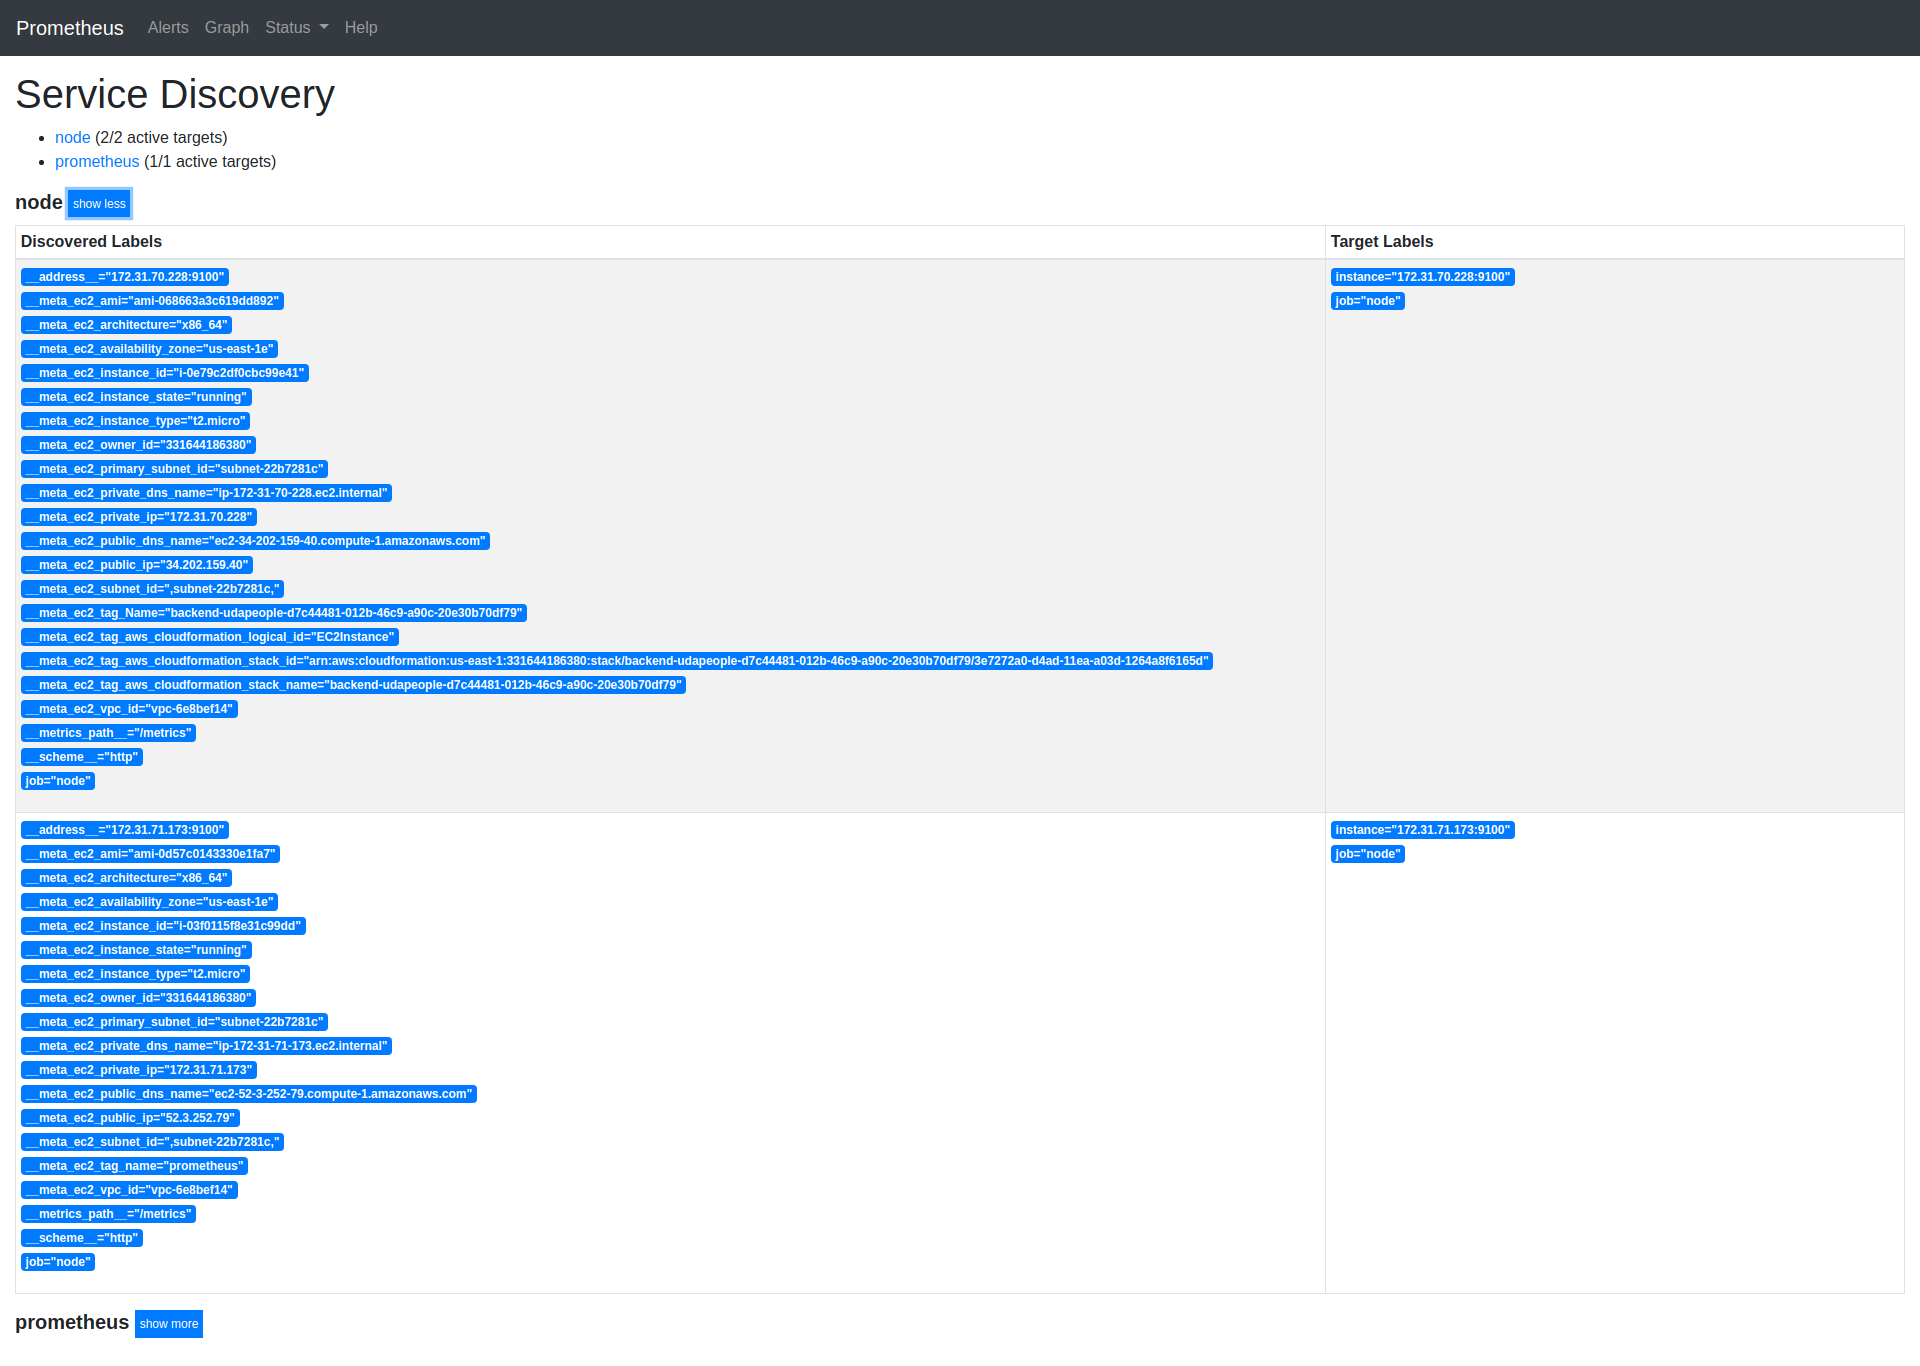 Prometheus Alerts Graph Status Help
Service Discovery
node (2/2 active targets)
prometheus (1/1 active targets)
node show less
Discovered Labels Target Labels
__address__="172.31.70.228:9100" instance="172.31.70.228:9100"
__meta_ec2_ami="ami-068663a3c619dd892" job="node"
__meta_ec2_architecture="x86_64"
__meta_ec2_availability_zone="us-east-1e"
__meta_ec2_instance_id="i-0e79c2df0cbc99e41"
__meta_ec2_instance_state="running"
__meta_ec2_instance_type="t2.micro"
__meta_ec2_owner_id="331644186380"
__meta_ec2_primary_subnet_id="subnet-22b7281c"
__meta_ec2_private_dns_name="ip-172-31-70-228.ec2.internal"
__meta_ec2_private_ip="172.31.70.228"
__meta_ec2_public_dns_name="ec2-34-202-159-40.compute-1.amazonaws.com"
__meta_ec2_public_ip="34.202.159.40"
__meta_ec2_subnet_id=",subnet-22b7281c,"
__meta_ec2_tag_Name="backend-udapeople-d7c44481-012b-46c9-a90c-20e30b70df79"
__meta_ec2_tag_aws_cloudformation_logical_id="EC2Instance"
__meta_ec2_tag_aws_cloudformation_stack_id="arn:aws:cloudformation:us-east-1:331644186380:stack/backend-udapeople-d7c44481-012b-46c9-a90c-20e30b70df79/3e7272a0-d4ad-11ea-a03d-1264a8f6165d"
__meta_ec2_tag_aws_cloudformation_stack_name="backend-udapeople-d7c44481-012b-46c9-a90c-20e30b70df79"
__meta_ec2_vpc_id="vpc-6e8bef14"
__metrics_path__="/metrics"
__scheme__="http"
job="node"
__address__="172.31.71.173:9100" instance="172.31.71.173:9100"
__meta_ec2_ami="ami-0d57c0143330e1fa7" job="node"
__meta_ec2_architecture="x86_64"
__meta_ec2_availability_zone="us-east-1e"
__meta_ec2_instance_id="i-03f0115f8e31c99dd"
__meta_ec2_instance_state="running"
__meta_ec2_instance_type="t2.micro"
__meta_ec2_owner_id="331644186380"
__meta_ec2_primary_subnet_id="subnet-22b7281c"
__meta_ec2_private_dns_name="ip-172-31-71-173.ec2.internal"
__meta_ec2_private_ip="172.31.71.173"
__meta_ec2_public_dns_name="ec2-52-3-252-79.compute-1.amazonaws.com"
__meta_ec2_public_ip="52.3.252.79"
__meta_ec2_subnet_id=",subnet-22b7281c,"
__meta_ec2_tag_name="prometheus"
__meta_ec2_vpc_id="vpc-6e8bef14"
__metrics_path__="/metrics"
__scheme__="http"
job="node"
prometheus show more